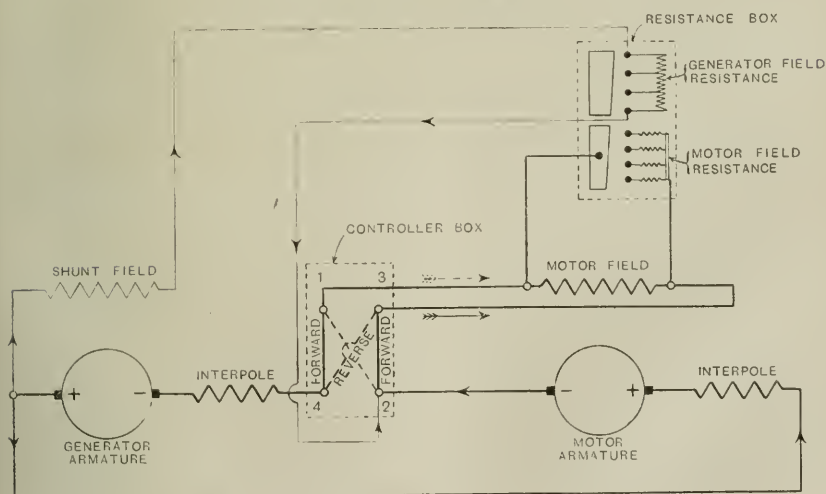 RESISTANCE BOX
GENERATOR FIELD
RESISTANCE
MOTOR FIELD
RESISTANCE
CONTROLLER BOX
SHUNT FIELD
1
3
MOTOR FIELD
FORWARD
REVERSE
FORWARD
INTERPOLE
INTERPOLE
+
-
4
2
-
+
GENERATOR
ARMATURE
MOTOR
ARMATURE